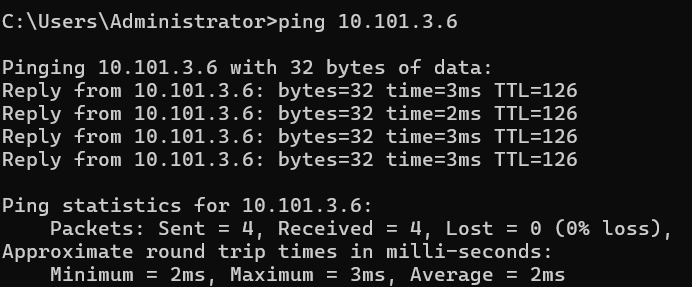 C:\Users\Administrator>ping 10.101.3.6
Pinging 10.101.3.6 with 32 bytes of data:
Reply from 10.101.3.6: bytes=32 time=3ms TTL=126
Reply from 10.101.3.6: bytes=32 time=2ms TTL=126
Reply from 10.101.3.6: bytes=32 time=3ms TTL=126
Reply from 10.101.3.6: bytes=32 time=3ms TTL=126
Ping statistics for 10.101.3.6:
    Packets: Sent = 4, Received = 4, Lost = 0 (0% loss),
Approximate round trip times in milli-seconds:
    Minimum = 2ms, Maximum = 3ms, Average = 2ms